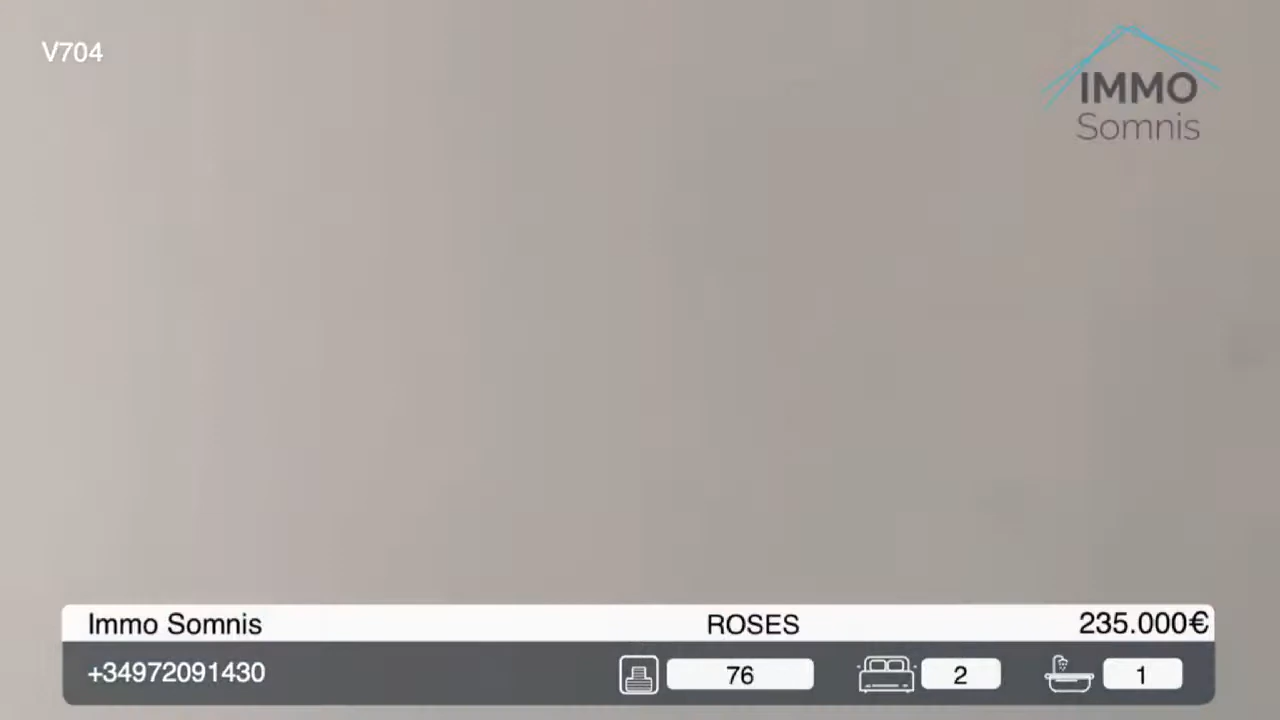 V704
IMMO
Somnis
Immo Somnis
ROSES
235.000€
+34972091430
76
2
1